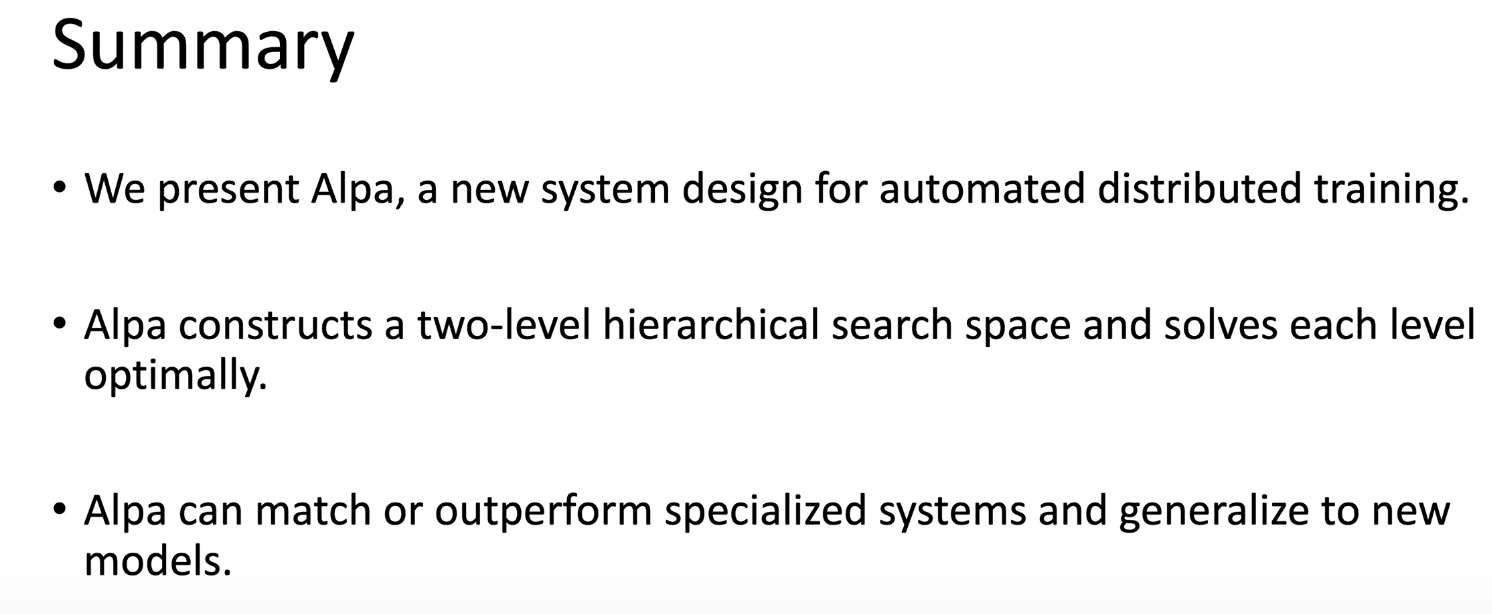 Summary
• We present Alpa, a new system design for automated distributed training.
• Alpa constructs a two-level hierarchical search space and solves each level
optimally.
• Alpa can match or outperform specialized systems and generalize to new
models.